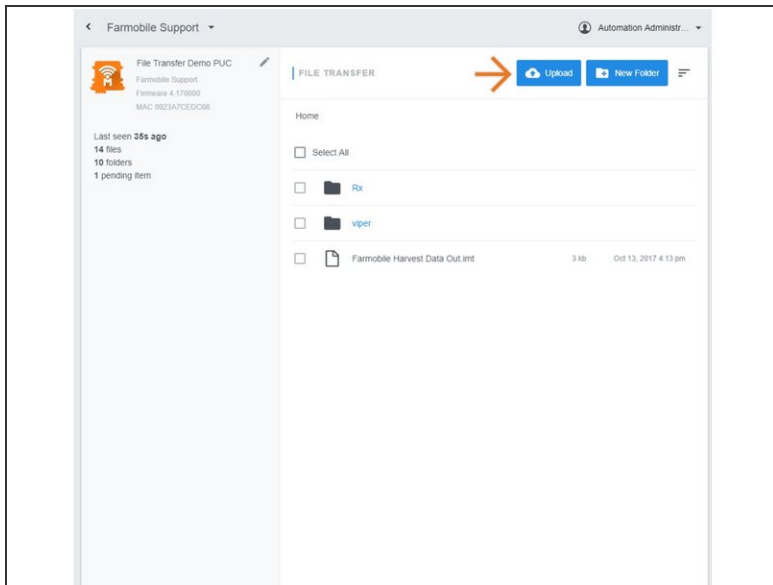 Farmobile Support
Automation Administr...
File Transfer Demo PUC
Farmobile Support
Firmware 4.170000
MAC 0023A7CEDC68
Last seen 35s ago
14 files
10 folders
1 pending item
FILE TRANSFER
Upload
New Folder
Home
Select All
Rx
viper
Farmobile Harvest Data Out.imt 3 kb Oct 13, 2017 4:13 pm